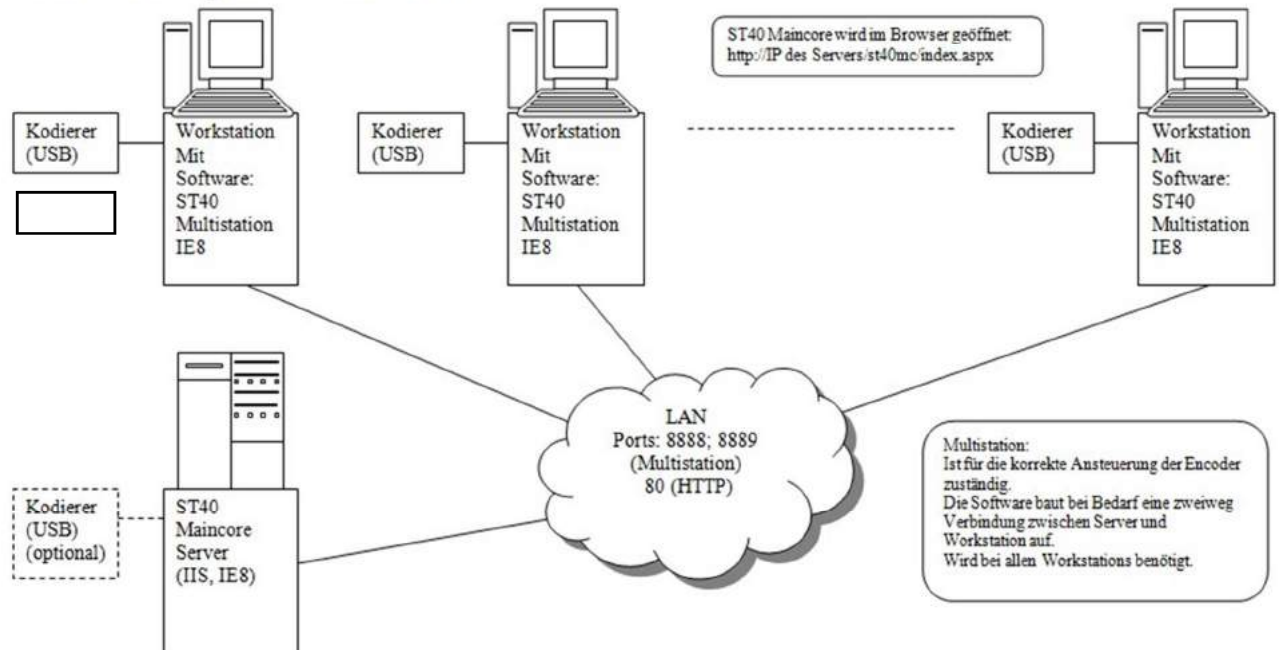 ST40 Maincore wird im Browser geöffnet:
http://IP des Servers/st40mc/index.aspx
Kodierer
(USB)
Workstation
Mit
Software:
ST40
Multistation
IE8
Kodierer
(USB)
Workstation
Mit
Software:
ST40
Multistation
IE8
Kodierer
(USB)
Workstation
Mit
Software:
ST40
Multistation
IE8
LAN
Ports: 8888; 8889
(Multistation)
80 (HTTP)
Kodierer
(USB)
(optional)
ST40
Maincore
Server
(IIS, IE8)
Multistation:
Ist für die korrekte Ansteuerung der Encoder
zuständig.
Die Software baut bei Bedarf eine zweiweg
Verbindung zwischen Server und
Workstation auf.
Wird bei allen Workstations benötigt.